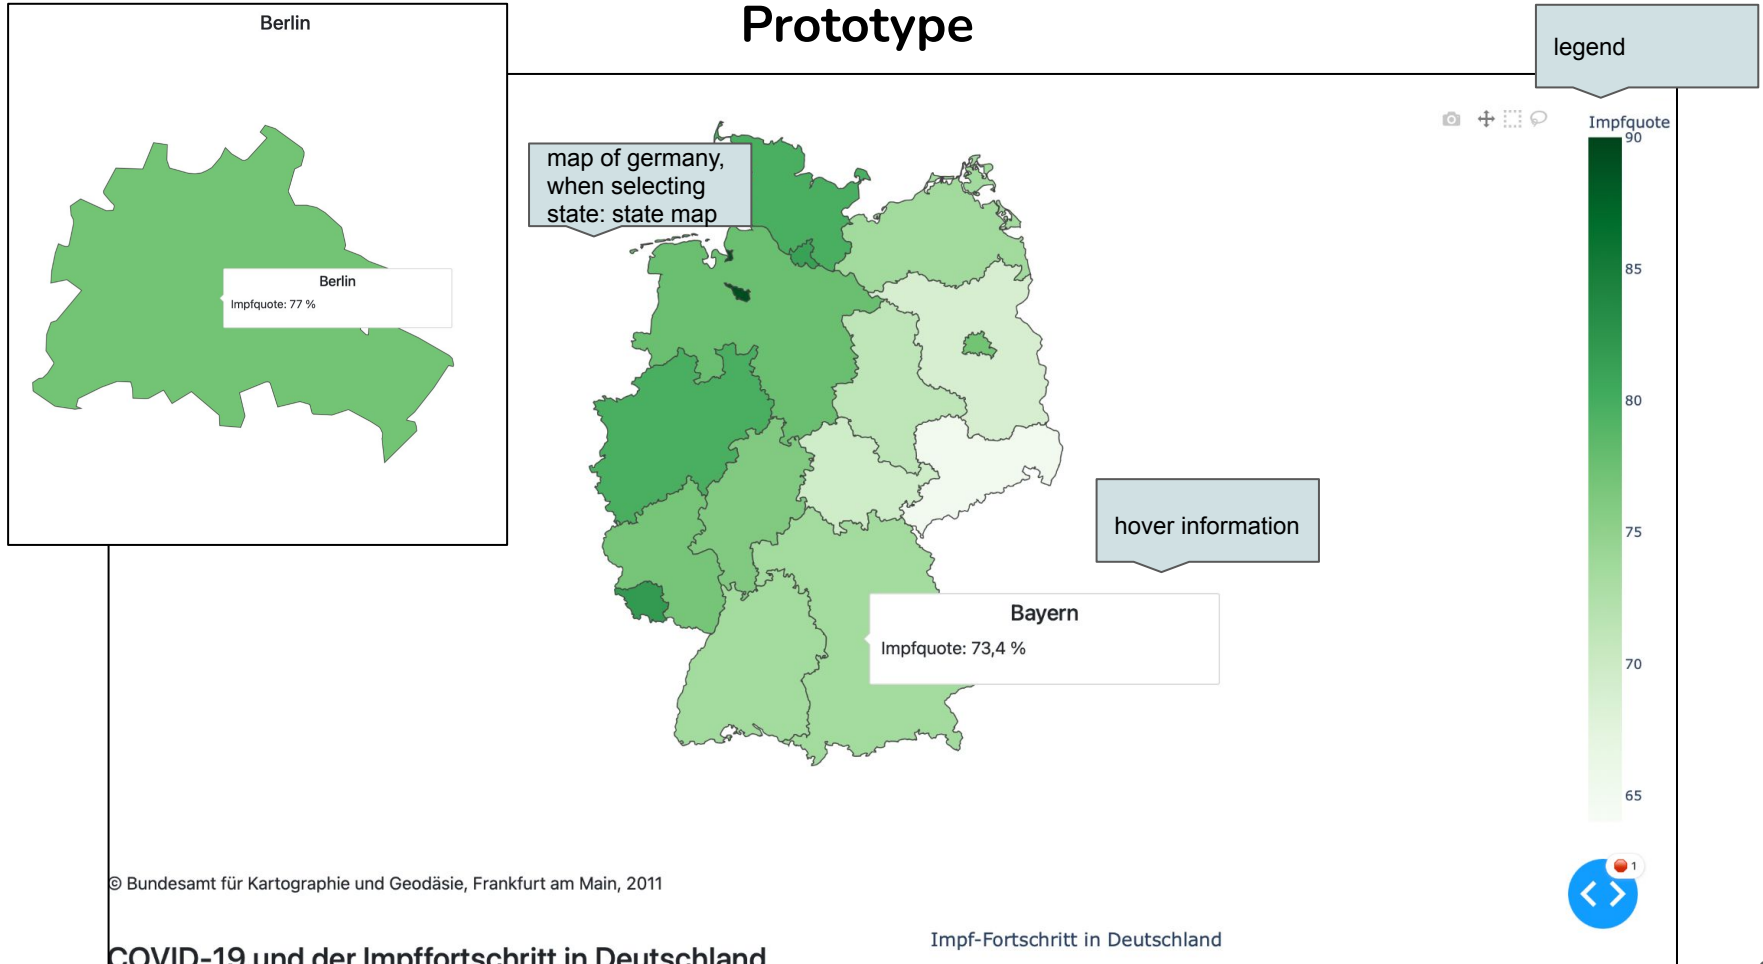 Prototype
Berlin
Berlin
Impfquote: 77 %
map of germany,
when selecting
state: state map
legend
Impfquote
90
85
80
75
70
65
hover information
Bayern
Impfquote: 73,4 %
1
© Bundesamt für Kartographie und Geodäsie, Frankfurt am Main, 2011
Impf-Fortschritt in Deutschland
COVID-19 und der Impffortschritt in Deutschland